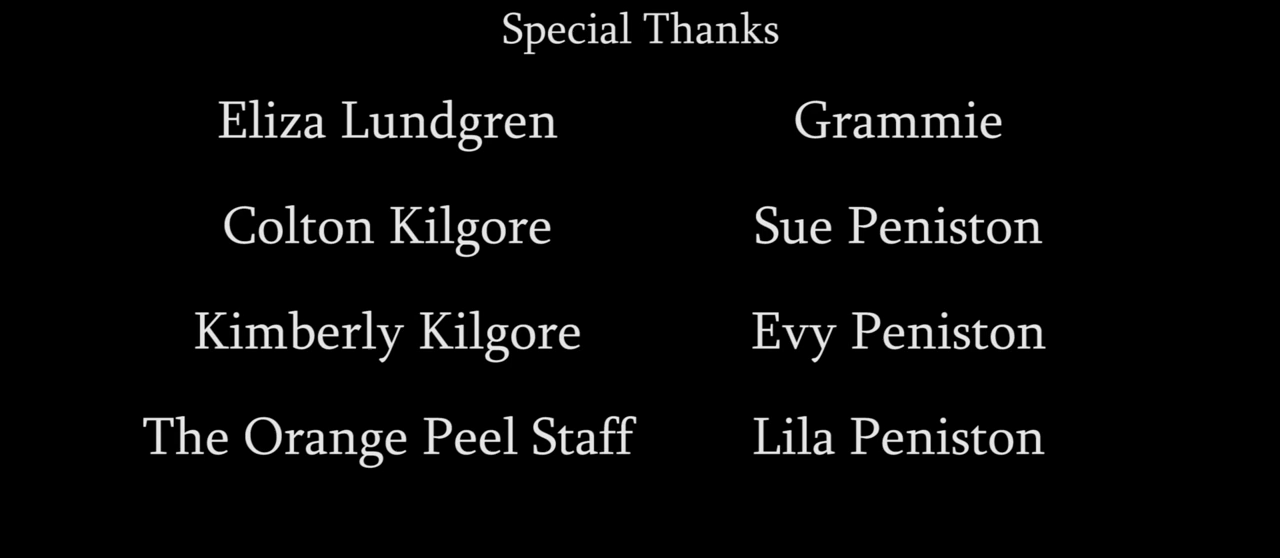 Special Thanks
Eliza Lundgren
Grammie
Colton Kilgore
Sue Peniston
Kimberly Kilgore
Evy Peniston
The Orange Peel Staff
Lila Peniston